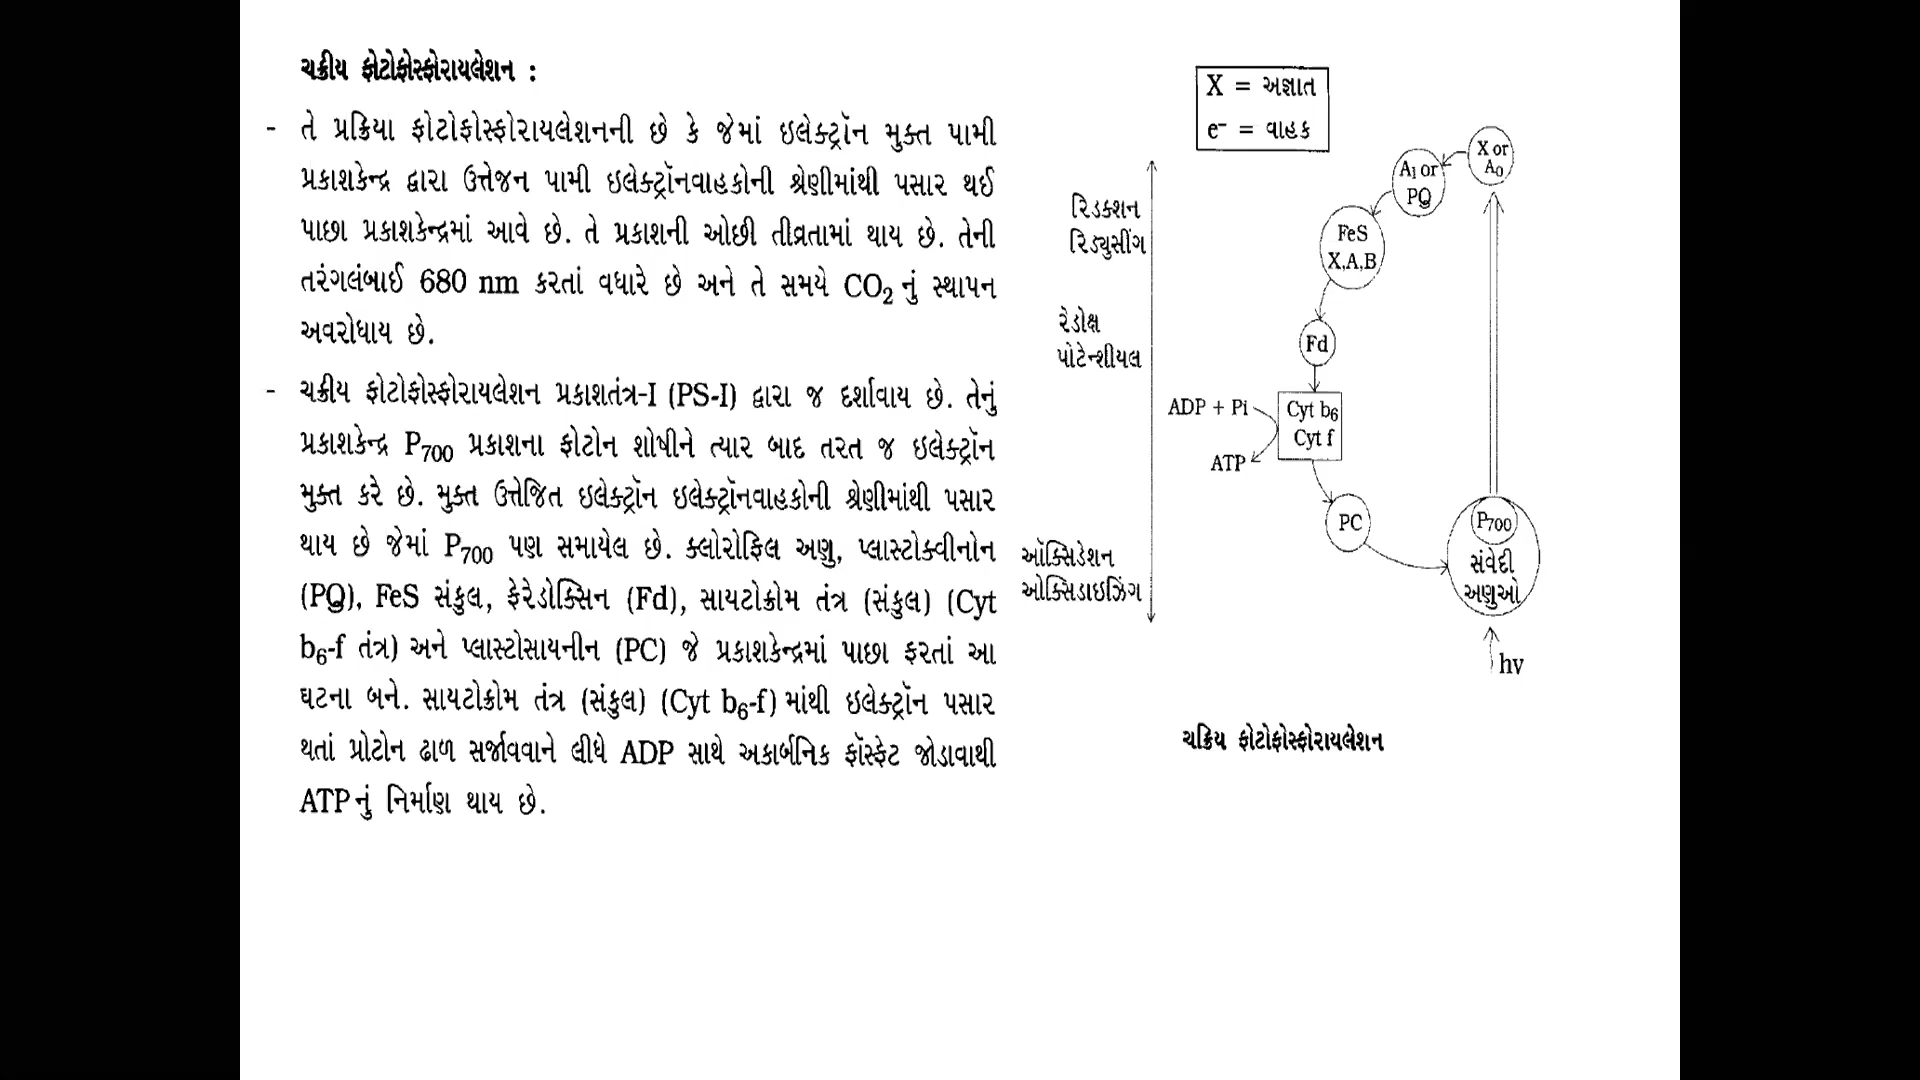 ચક્રીય ફોટોફોસ્ફોરાયલેશન :
- તે પ્રક્રિયા ફોટોફોસ્ફોરાયલેશનની છે કે જેમાં ઇલેક્ટ્રૉન મુક્ત પામી
પ્રકાશકેન્દ્ર દ્વારા ઉત્તેજન પામી ઇલેક્ટ્રૉનવાહકોની શ્રેણીમાંથી પસાર થઈ
પાછા પ્રકાશકેન્દ્રમાં આવે છે. તે પ્રકાશની ઓછી તીવ્રતામાં થાય છે. તેની
તરંગલંબાઈ 680 nm કરતાં વધારે છે અને તે સમયે CO₂ નું સ્થાપન
અવરોધાય છે.
- ચક્રીય ફોટોફોસ્ફોરાયલેશન પ્રકાશતંત્ર-I (PS-I) દ્વારા જ દર્શાવાય છે. તેનું
પ્રકાશકેન્દ્ર P₇₀₀ પ્રકાશના ફોટોન શોષીને ત્યાર બાદ તરત જ ઇલેક્ટ્રૉન
મુક્ત કરે છે. મુક્ત ઉત્તેજિત ઇલેક્ટ્રૉન ઇલેક્ટ્રૉનવાહકોની શ્રેણીમાંથી પસાર
થાય છે જેમાં P₇₀₀ પણ સમાયેલ છે. ક્લોરોફિલ અણુ, પ્લાસ્ટોક્વીનોન
(PQ), FeS સંકુલ, ફેરેડોક્સિન (Fd), સાયટોક્રોમ તંત્ર (સંકુલ) (Cyt
b₆-f તંત્ર) અને પ્લાસ્ટોસાયનીન (PC) જે પ્રકાશકેન્દ્રમાં પાછા ફરતાં આ
ઘટના બને. સાયટોક્રોમ તંત્ર (સંકુલ) (Cyt b₆-f) માંથી ઇલેક્ટ્રૉન પસાર
થતાં પ્રોટોન ઢાળ સર્જાવવાને લીધે ADP સાથે અકાર્બનિક ફૉસ્ફેટ જોડાવાથી
ATP નું નિર્માણ થાય છે.
X = અજ્ઞાત
e⁻ = વાહક
X or
A₀
A₁ or
PQ
રિડક્શન
રિડ્યુસીંગ
FeS
X,A,B
રેડોક્ષ
પોટેન્શીયલ
Fd
ADP + Pi
Cyt b₆
Cyt f
ATP
PC
P₇₀₀
સંવેદી
અણુઓ
ઑક્સિડેશન
ઓક્સિડાઇઝિંગ
hv
ચક્રિય ફોટોફોસ્ફોરાયલેશન